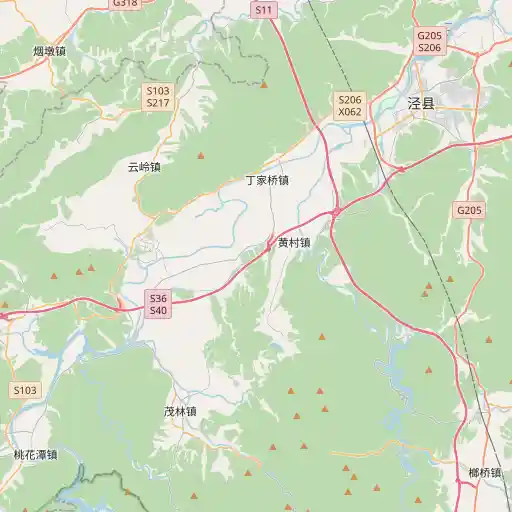 G318
S11
烟墩镇
G205
S206
S103
S217
S206
X062
泾县
云岭镇
丁家桥镇
G205
黄村镇
S36
S40
S103
茂林镇
桃花潭镇
榔桥镇